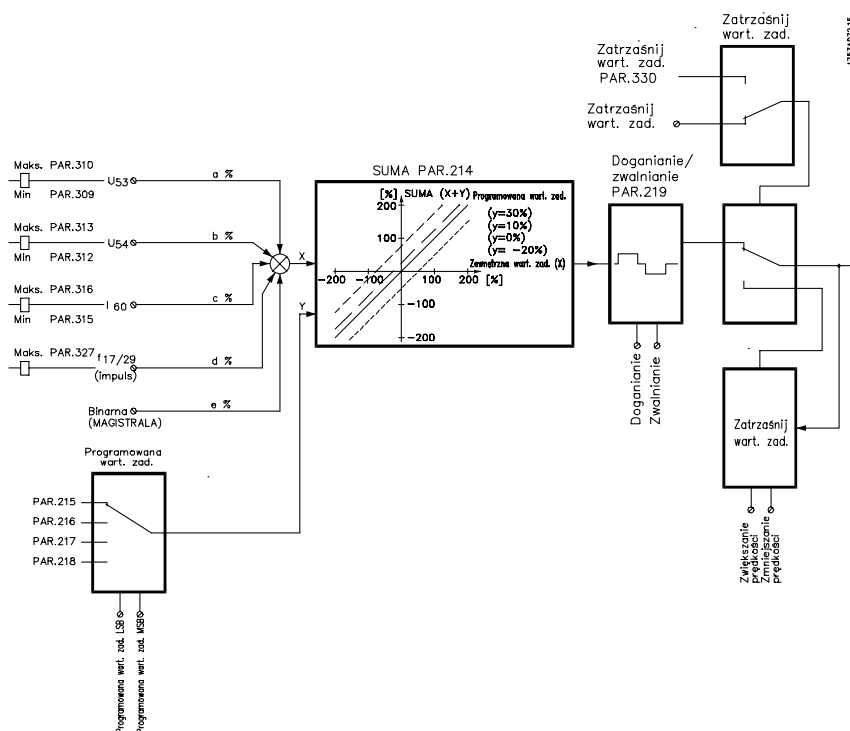 Zatrzaśnij
wart. zad.
Zatrzaśnij
wart. zad.
PAR.330
Zatrzaśnij
wart. zad.
Maks. PAR.310
U53
Min PAR.309
a %
Maks. PAR.313
U54
Min PAR.312
b %
Maks. PAR.316
I 60
Min PAR.315
c %
Maks. PAR.327
f17/29
(impuls)
d %
Binarna
(MAGISTRALA)
e %
X
Y
SUMA PAR.214
[%] SUMA (X+Y) Programowana wart. zad.
200
(y=30%)
(y=10%)
100
(y=0%)
(y= -20%)
Zewnętrzna wart. zad. (X)
-200 -100 100 200
[%]
-100
-200
Doganianie/
zwalnianie
PAR.219
Doganianie
Zwalnianie
Zatrzaśnij
wart. zad.
Zwiększanie
prędkości
Zmniejszanie
prędkości
Programowana
wart. zad.
PAR.215
PAR.216
PAR.217
PAR.218
Programowana wart. zad. LSB
Programowana wart. zad. MSB